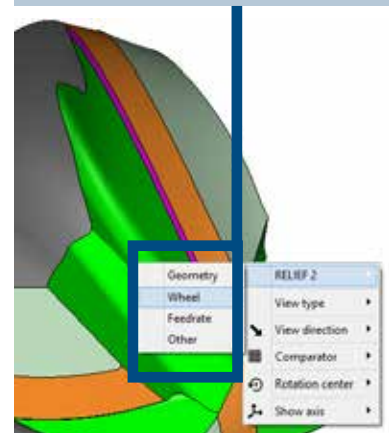 Geometry
Wheel
Feedrate
Other
RELIEF 2
View type
View direction
Comparator
Rotation center
Show axis